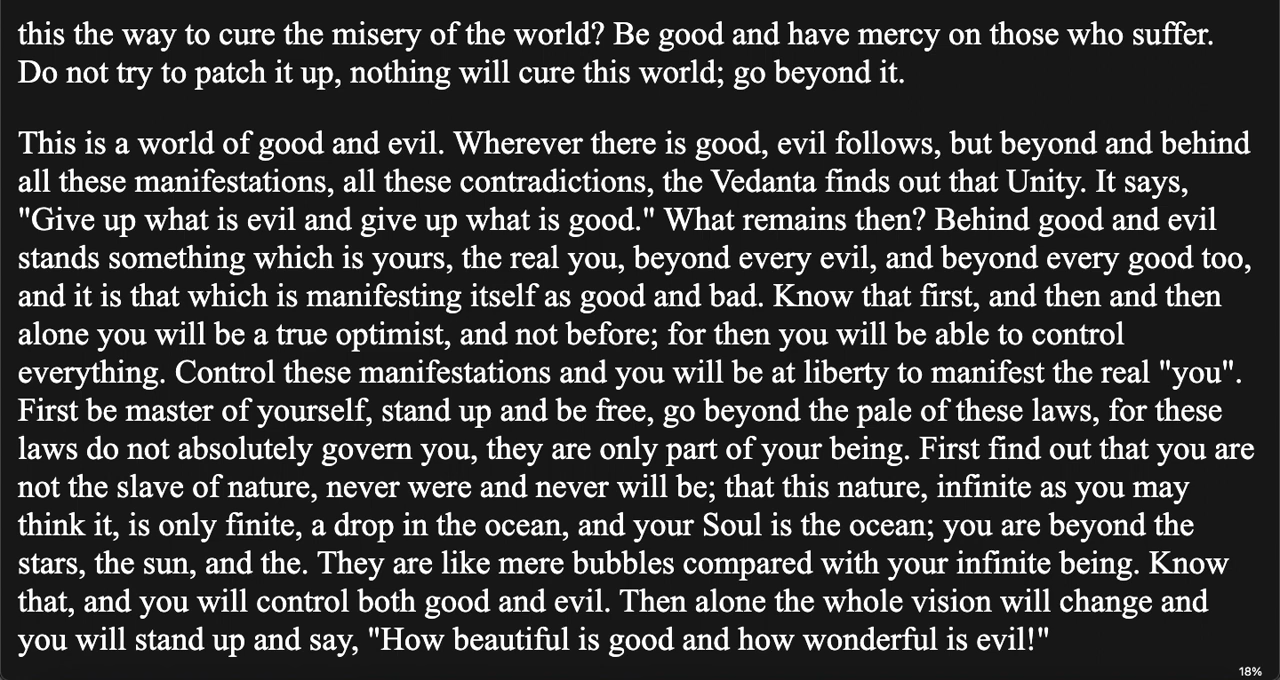 this the way to cure the misery of the world? Be good and have mercy on those who suffer.
Do not try to patch it up, nothing will cure this world; go beyond it.
This is a world of good and evil. Wherever there is good, evil follows, but beyond and behind
all these manifestations, all these contradictions, the Vedanta finds out that Unity. It says,
"Give up what is evil and give up what is good." What remains then? Behind good and evil
stands something which is yours, the real you, beyond every evil, and beyond every good too,
and it is that which is manifesting itself as good and bad. Know that first, and then and then
alone you will be a true optimist, and not before; for then you will be able to control
everything. Control these manifestations and you will be at liberty to manifest the real "you".
First be master of yourself, stand up and be free, go beyond the pale of these laws, for these
laws do not absolutely govern you, they are only part of your being. First find out that you are
not the slave of nature, never were and never will be; that this nature, infinite as you may
think it, is only finite, a drop in the ocean, and your Soul is the ocean; you are beyond the
stars, the sun, and the. They are like mere bubbles compared with your infinite being. Know
that, and you will control both good and evil. Then alone the whole vision will change and
you will stand up and say, "How beautiful is good and how wonderful is evil!"
18%